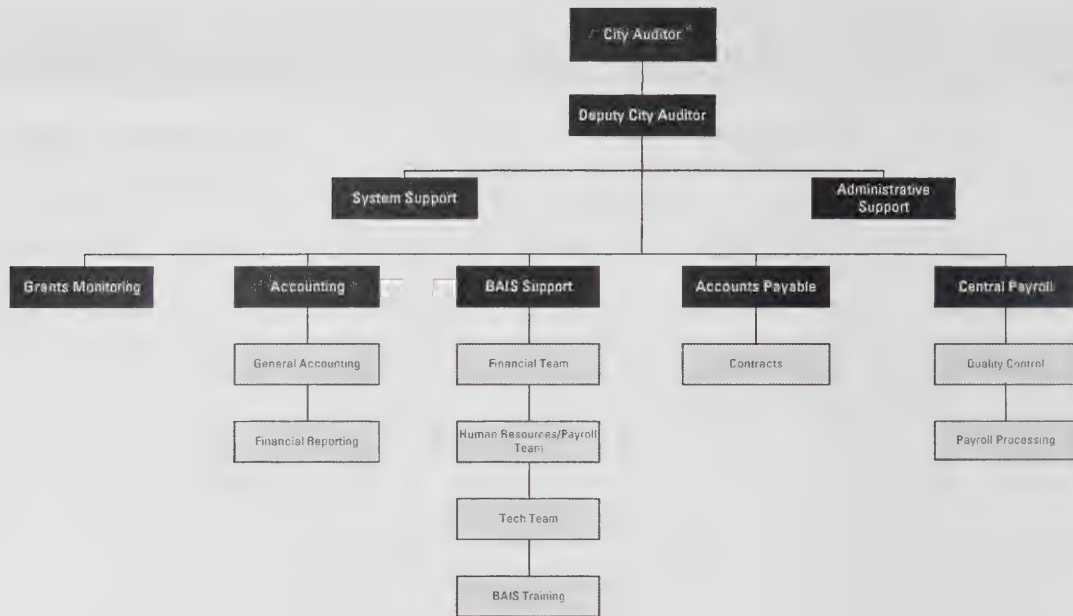 City Auditor
Deputy City Auditor
System Support
Administrative
Support
Grants Monitoring
Accounting
BAIS Support
Accounts Payable
Central Payroll
General Accounting
Financial Team
Contracts
Quality Control
Financial Reporting
Human Resources/Payroll
Team
Payroll Processing
Tech Team
BAIS Training